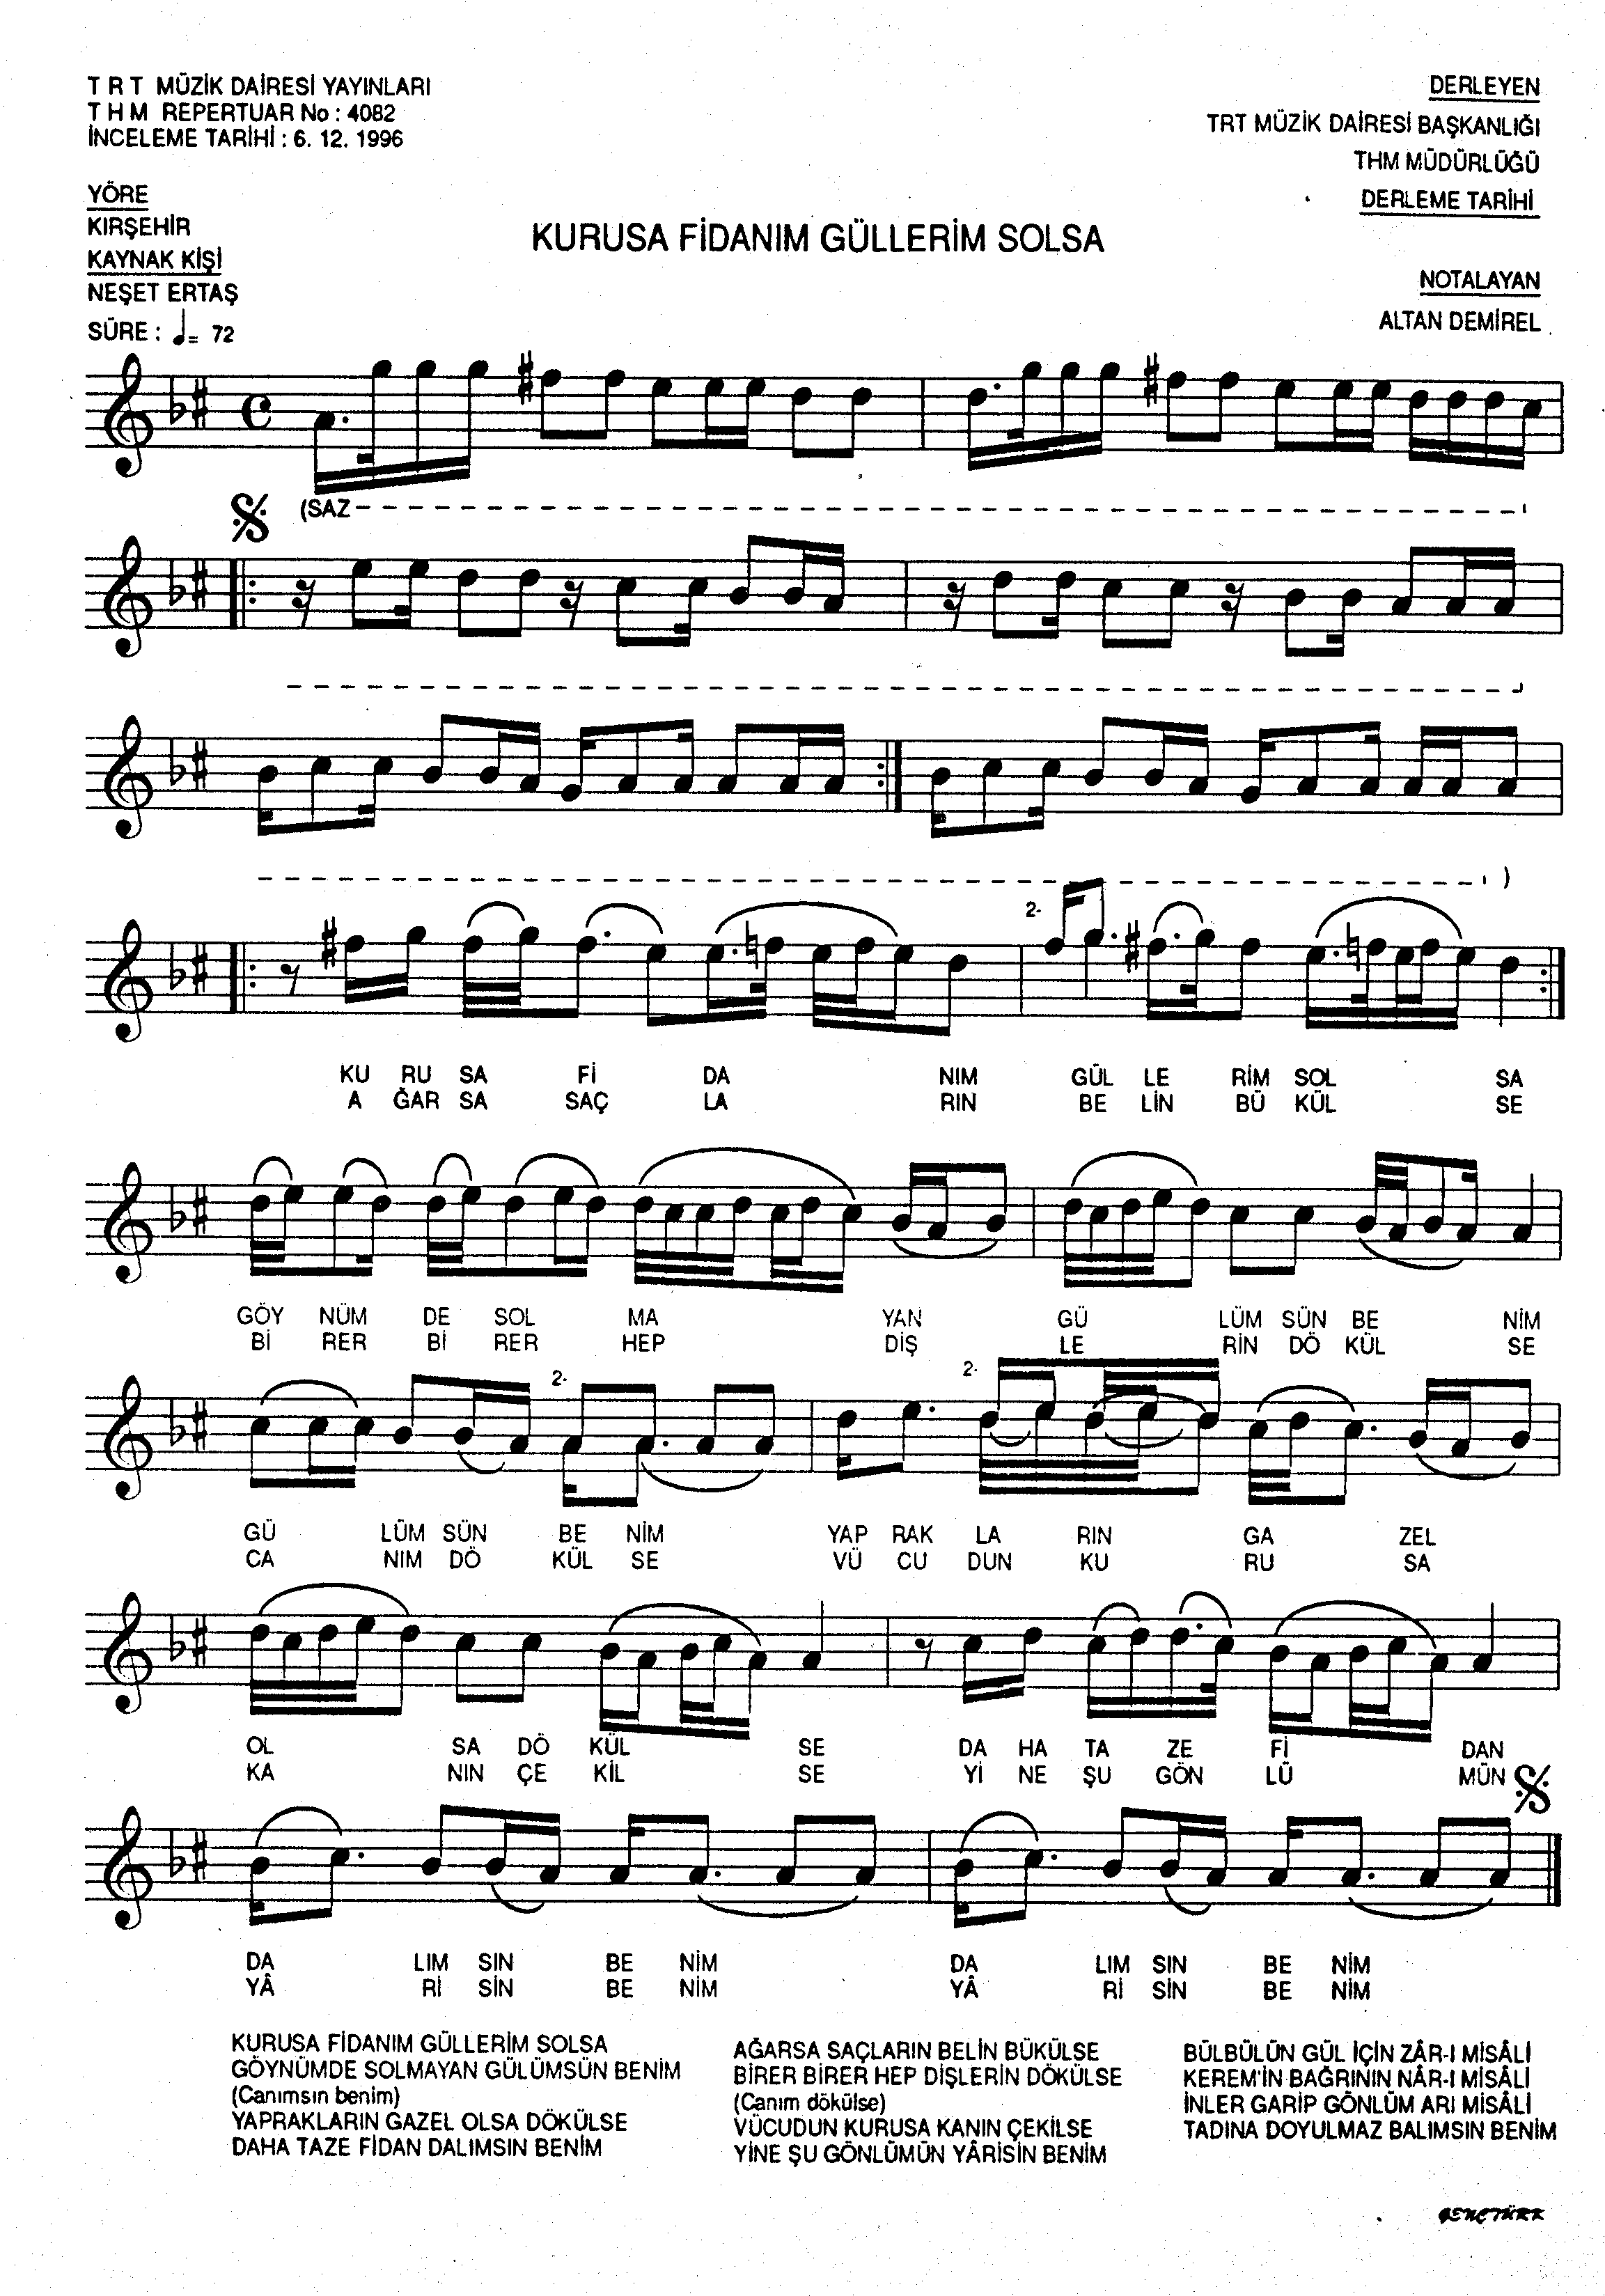 T R T MÜZİK DAİRESİ YAYINLARI
T H M REPERTUAR No : 4082
İNCELEME TARİHİ : 6. 12. 1996
DERLEYEN
TRT MÜZİK DAİRESİ BAŞKANLIĞI
THM MÜDÜRLÜĞÜ
DERLEME TARİHİ
YÖRE
KIRŞEHİR
KAYNAK KİŞİ
NEŞET ERTAŞ
SÜRE : ♩= 72
KURUSA FİDANIM GÜLLERİM SOLSA
NOTALAYAN
ALTAN DEMİREL
(SAZ
2-
)
KU RU SA Fİ DA NIM GÜL LE RİM SOL SA
A ĞAR SA SAÇ LA RIN BE LİN BÜ KÜL SE
GÖY NÜM DE SOL MA YAN GÜ LÜM SÜN BE NİM
Bİ RER Bİ RER HEP DİŞ LE RİN DÖ KÜL SE
2- 2-
GÜ LÜM SÜN BE NİM YAP RAK LA RIN GA ZEL
CA NIM DÖ KÜL SE VÜ CU DUN KU RU SA
OL SA DÖ KÜL SE DA HA TA ZE Fİ DAN
KA NIN ÇE KİL SE Yİ NE ŞU GÖN LÜ MÜN
DA LIM SIN BE NİM DA LIM SIN BE NİM
YÂ Rİ SİN BE NİM YÂ Rİ SİN BE NİM
KURUSA FİDANIM GÜLLERİM SOLSA
GÖYNÜMDE SOLMAYAN GÜLÜMSÜN BENİM
(Canımsın benim)
YAPRAKLARIN GAZEL OLSA DÖKÜLSE
DAHA TAZE FİDAN DALIMSIN BENİM
AĞARSA SAÇLARIN BELİN BÜKÜLSE
BİRER BİRER HEP DİŞLERİN DÖKÜLSE
(Canım dökülse)
VÜCUDUN KURUSA KANIN ÇEKİLSE
YİNE ŞU GÖNLÜMÜN YÂRİSİN BENİM
BÜLBÜLÜN GÜL İÇİN ZÂR-I MİSÂLİ
KEREM'İN BAĞRININ NÂR-I MİSÂLİ
İNLER GARİP GÖNLÜM ARI MİSÂLİ
TADINA DOYULMAZ BALIMSIN BENİM
GENÇTÜRK